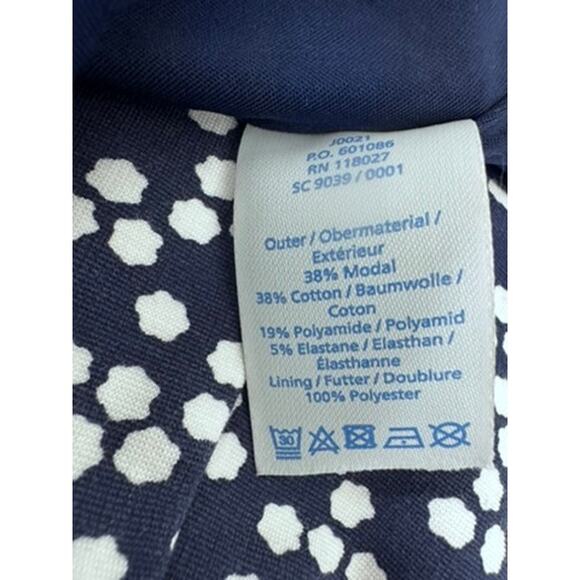 J0021
P.O. 601086
RN 118027
SC 9039 / 0001
Outer / Obermaterial /
Extérieur
38% Modal
38% Cotton / Baumwolle /
Coton
19% Polyamide / Polyamid
5% Elastane / Elasthan /
Élasthanne
Lining / Futter / Doublure
100% Polyester
30